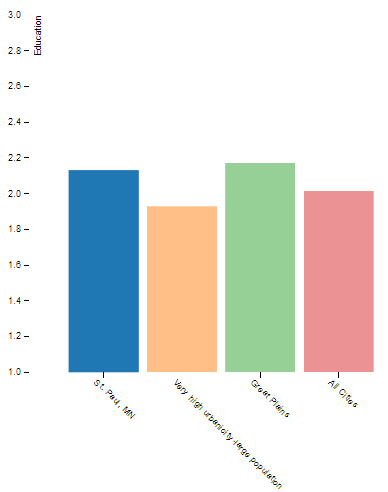 3.0
Education
2.8
2.6
2.4
2.2
2.0
1.8
1.6
1.4
1.2
1.0
St. Paul, MN
Very high urbanicity-large population
Great Plains
All Cities